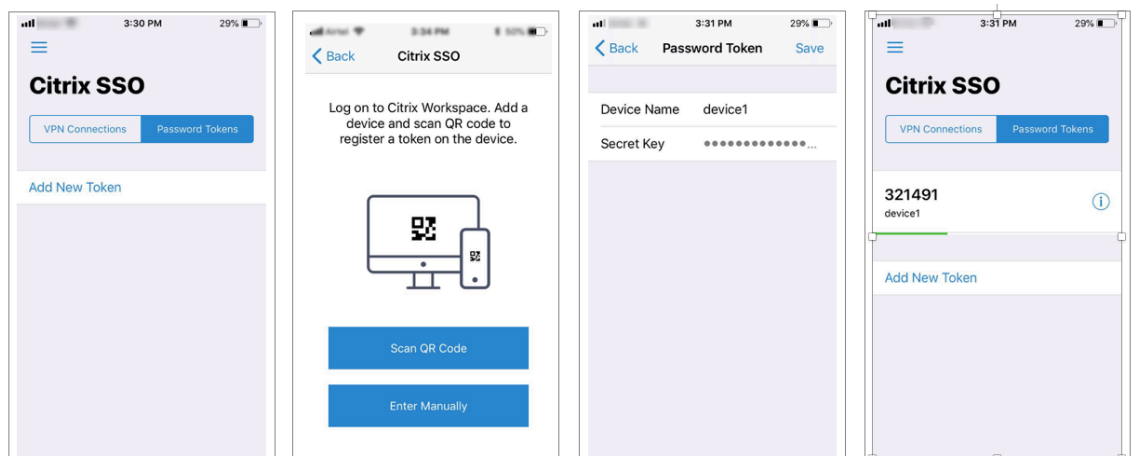 3:30 PM
29%
Citrix SSO
VPN Connections
Password Tokens
Add New Token
3:34 PM
50%
Back
Citrix SSO
Log on to Citrix Workspace. Add a
device and scan QR code to
register a token on the device.
Scan QR Code
Enter Manually
3:31 PM
29%
Back
Password Token
Save
Device Name
device1
Secret Key
3:31 PM
29%
Citrix SSO
VPN Connections
Password Tokens
321491
device1
Add New Token